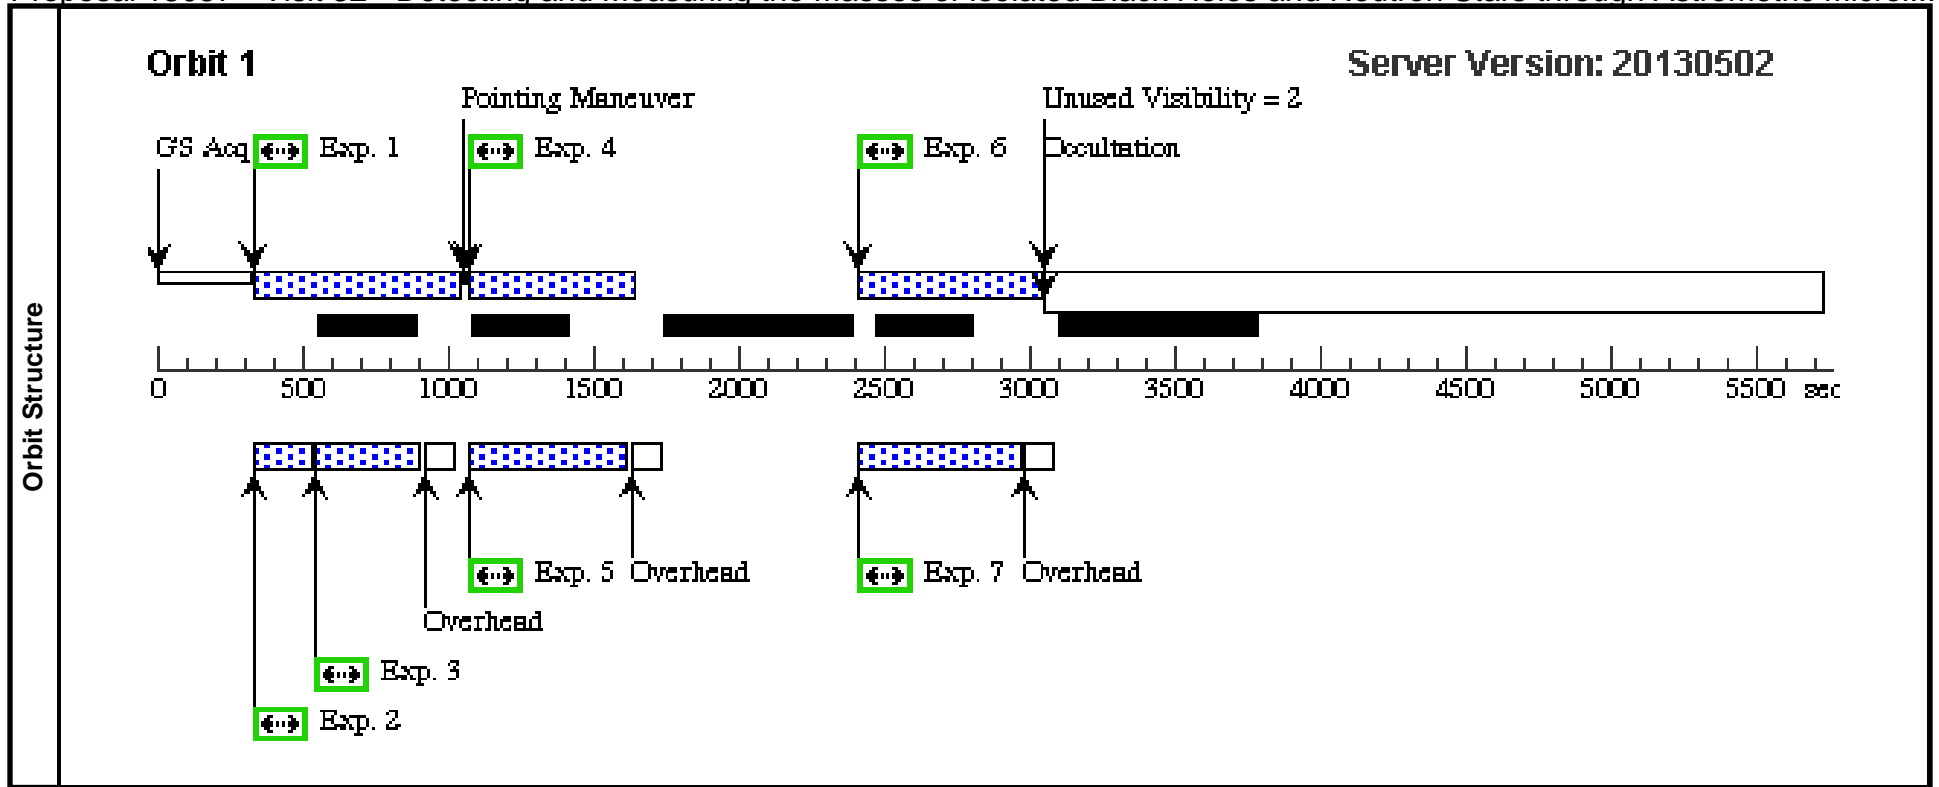 Orbit 1
Server Version: 20130502
Pointing Maneuver
Unused Visibility = 2
GS Acq
Exp. 1
Exp. 4
Exp. 6
Occultation
Orbit Structure
0 500 1000 1500 2000 2500 3000 3500 4000 4500 5000 5500 sec
Exp. 5
Overhead
Exp. 7
Overhead
Overhead
Exp. 3
Exp. 2